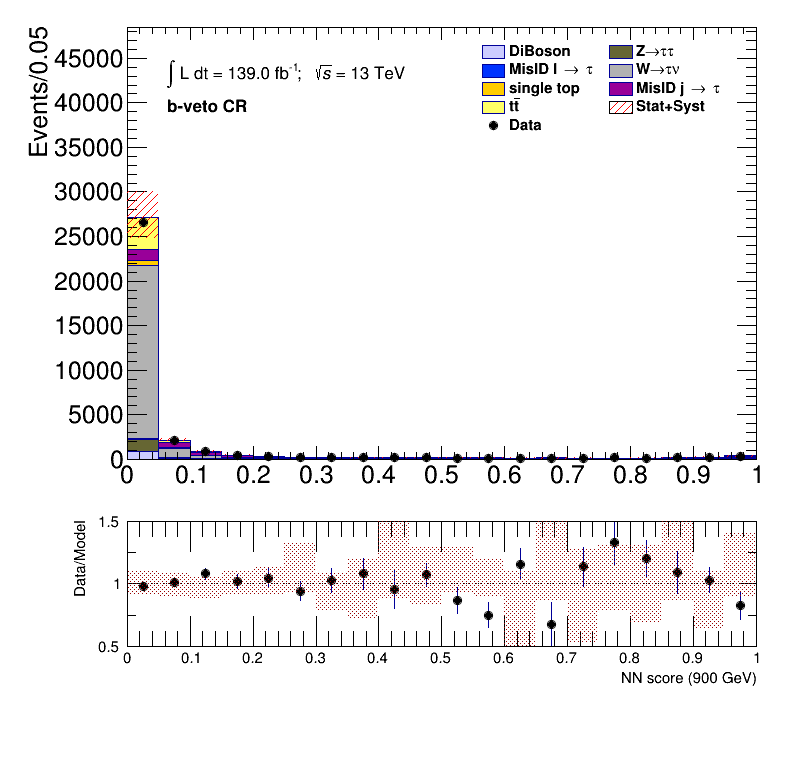 Events/0.05
45000
40000
35000
30000
25000
20000
15000
10000
5000
0
∫ L dt = 139.0 fb⁻¹; √s = 13 TeV
b-veto CR
DiBoson
MisID l → τ
single top
tt̄
Data
Z→ττ
W→τν
MisID j → τ
Stat+Syst
0 0.1 0.2 0.3 0.4 0.5 0.6 0.7 0.8 0.9 1
Data/Model
1.5
1
0.5
0 0.1 0.2 0.3 0.4 0.5 0.6 0.7 0.8 0.9 1
NN score (900 GeV)